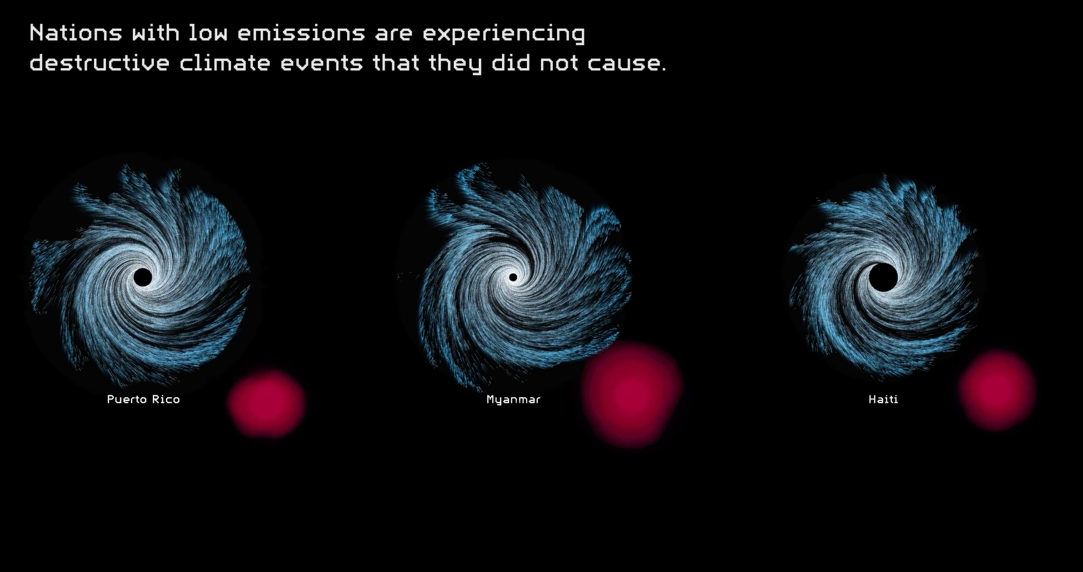 Nations with low emissions are experiencing
destructive climate events that they did not cause.
Puerto Rico
Myanmar
Haiti